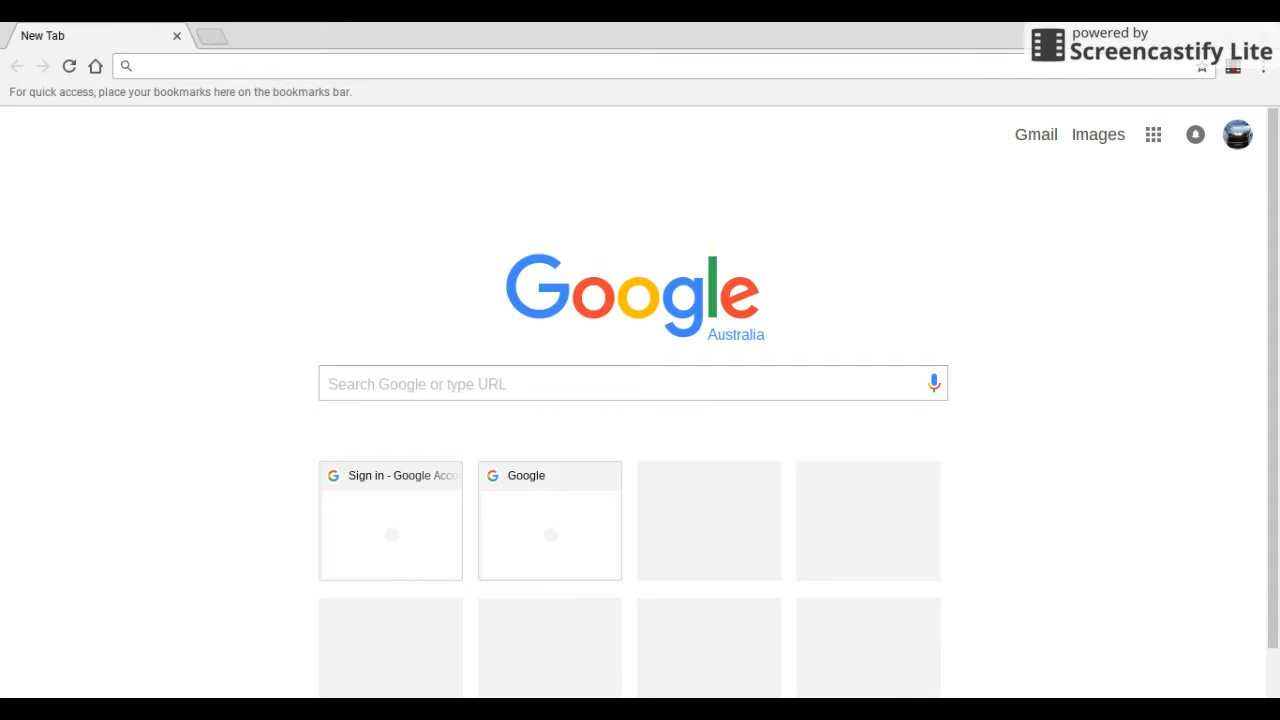 New Tab
powered by
Screencastify Lite
For quick access, place your bookmarks here on the bookmarks bar.
Gmail Images
Google
Australia
Search Google or type URL
Sign in - Google Acco
Google